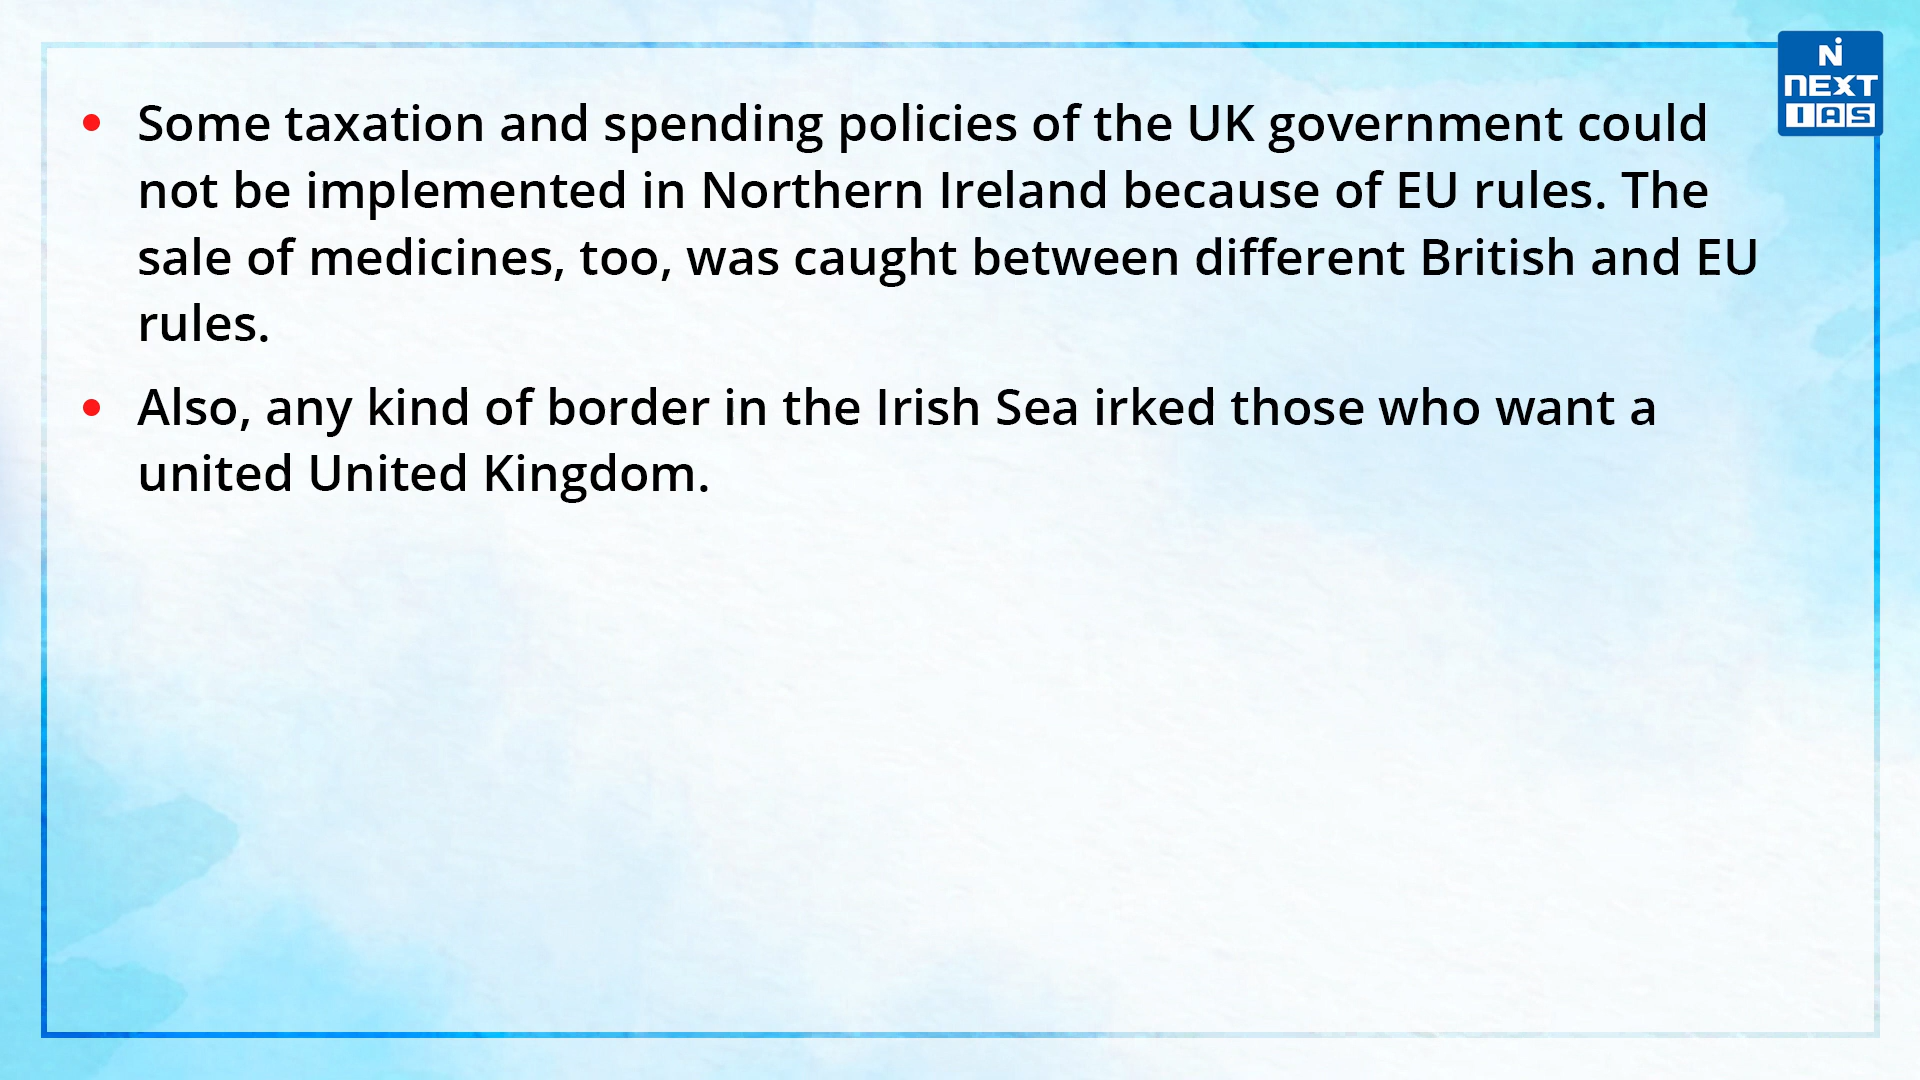 • Some taxation and spending policies of the UK government could
not be implemented in Northern Ireland because of EU rules. The
sale of medicines, too, was caught between different British and EU
rules.
• Also, any kind of border in the Irish Sea irked those who want a
united United Kingdom.
N
NEXT
IAS